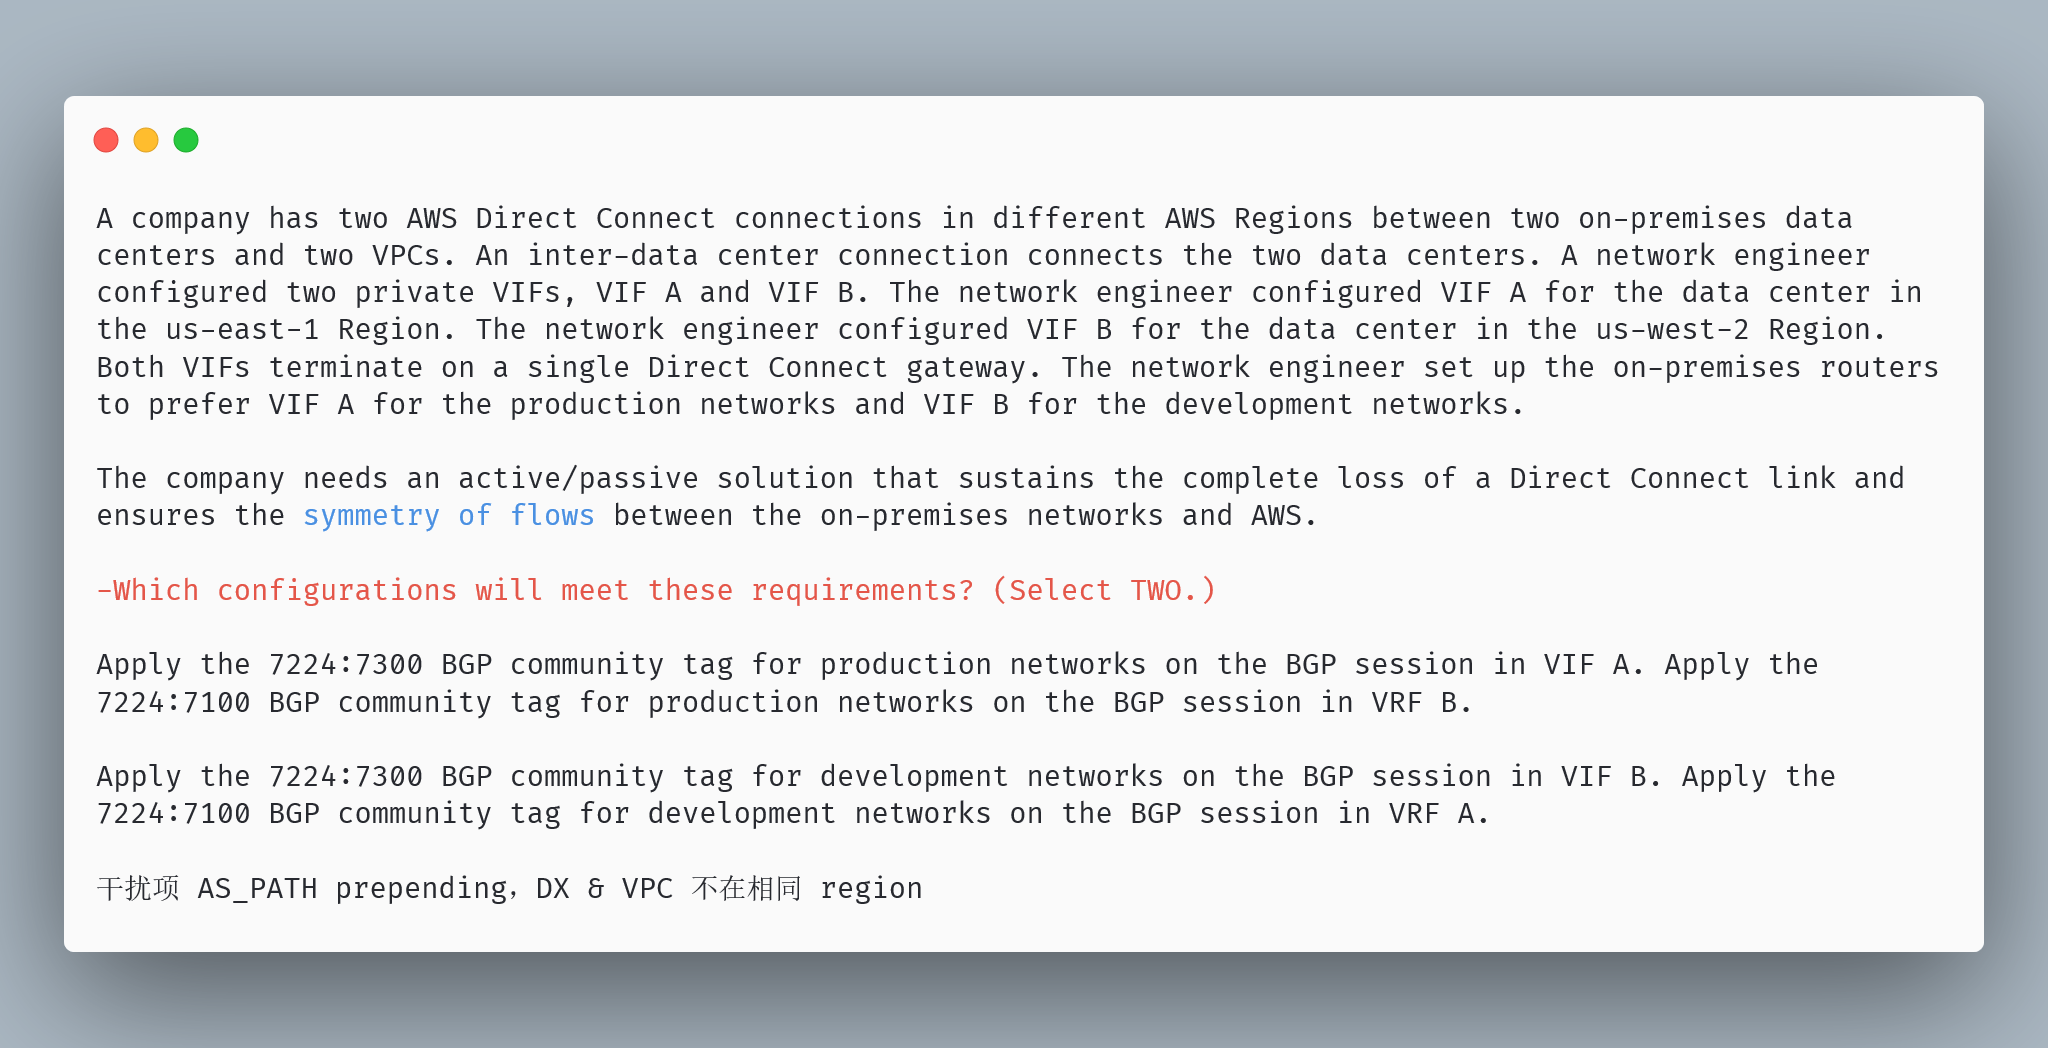 A company has two AWS Direct Connect connections in different AWS Regions between two on-premises data
centers and two VPCs. An inter-data center connection connects the two data centers. A network engineer
configured two private VIFs, VIF A and VIF B. The network engineer configured VIF A for the data center in
the us-east-1 Region. The network engineer configured VIF B for the data center in the us-west-2 Region.
Both VIFs terminate on a single Direct Connect gateway. The network engineer set up the on-premises routers
to prefer VIF A for the production networks and VIF B for the development networks.
The company needs an active/passive solution that sustains the complete loss of a Direct Connect link and
ensures the symmetry of flows between the on-premises networks and AWS.
-Which configurations will meet these requirements? (Select TWO.)
Apply the 7224:7300 BGP community tag for production networks on the BGP session in VIF A. Apply the
7224:7100 BGP community tag for production networks on the BGP session in VRF B.
Apply the 7224:7300 BGP community tag for development networks on the BGP session in VIF B. Apply the
7224:7100 BGP community tag for development networks on the BGP session in VRF A.
干扰项 AS_PATH prepending，DX & VPC 不在相同 region